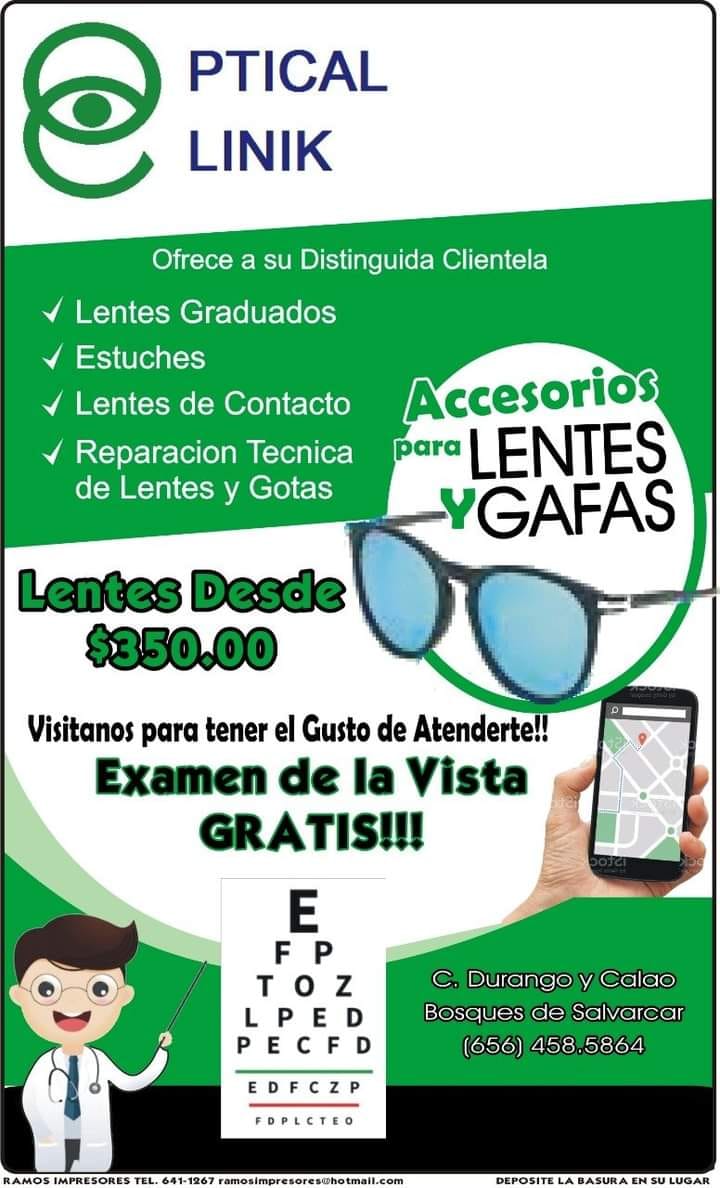 PTICAL
LINIK
Ofrece a su Distinguida Clientela
✓ Lentes Graduados
✓ Estuches
✓ Lentes de Contacto
✓ Reparacion Tecnica
de Lentes y Gotas
Accesorios
para LENTES
Y GAFAS
Lentes Desde
$350.00
Visitanos para tener el Gusto de Atenderte!!
Examen de la Vista
GRATIS!!!
E
F P
T O Z
L P E D
P E C F D
E D F C Z P
F D P L C T E O
C. Durango y Calao
Bosques de Salvarcar
(656) 458.5864
RAMOS IMPRESORES TEL. 641-1267 ramosimpresores@hotmail.com
DEPOSITE LA BASURA EN SU LUGAR